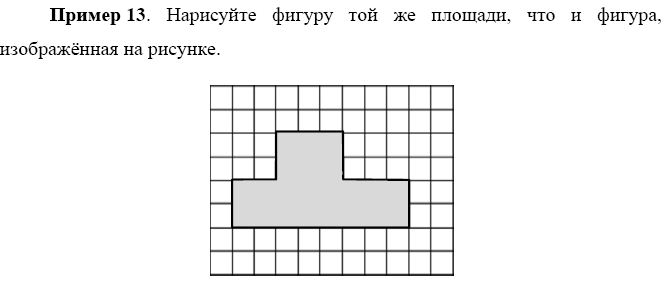 Пример 13. Нарисуйте фигуру той же площади, что и фигура,
изображённая на рисунке.